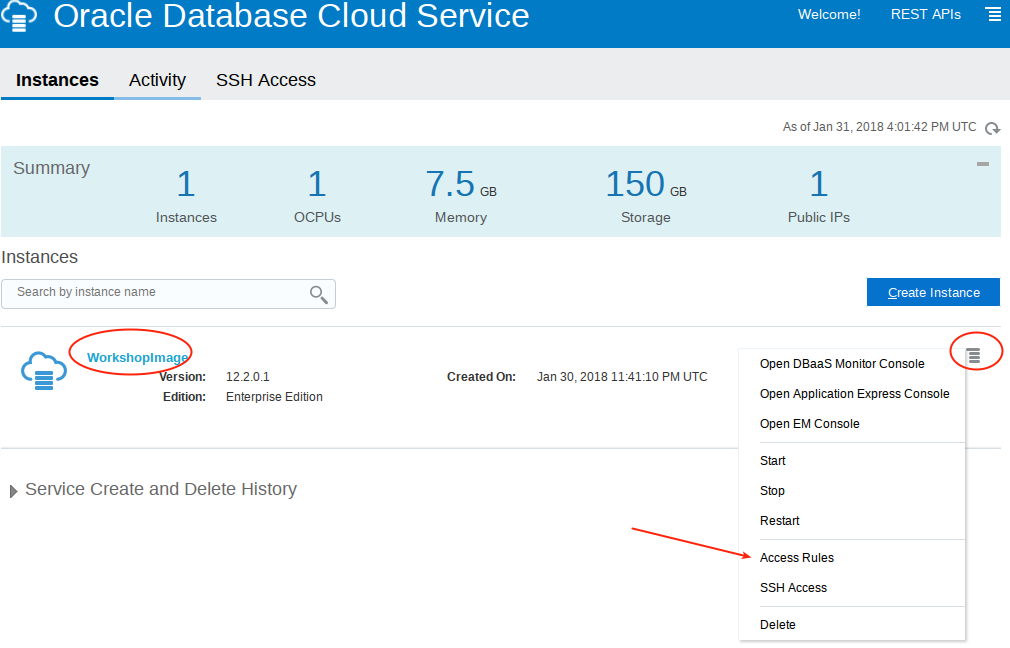 Oracle Database Cloud Service
Welcome! REST APIs
Instances Activity SSH Access
As of Jan 31, 2018 4:01:42 PM UTC
Summary
1 1 7.5 GB 150 GB 1
Instances OCPUs Memory Storage Public IPs
Instances
Search by instance name
Create Instance
WorkshopImage
Version: 12.2.0.1 Created On: Jan 30, 2018 11:41:10 PM UTC
Edition: Enterprise Edition
Open DBaaS Monitor Console
Open Application Express Console
Open EM Console
Start
Stop
Restart
Access Rules
SSH Access
Delete
Service Create and Delete History